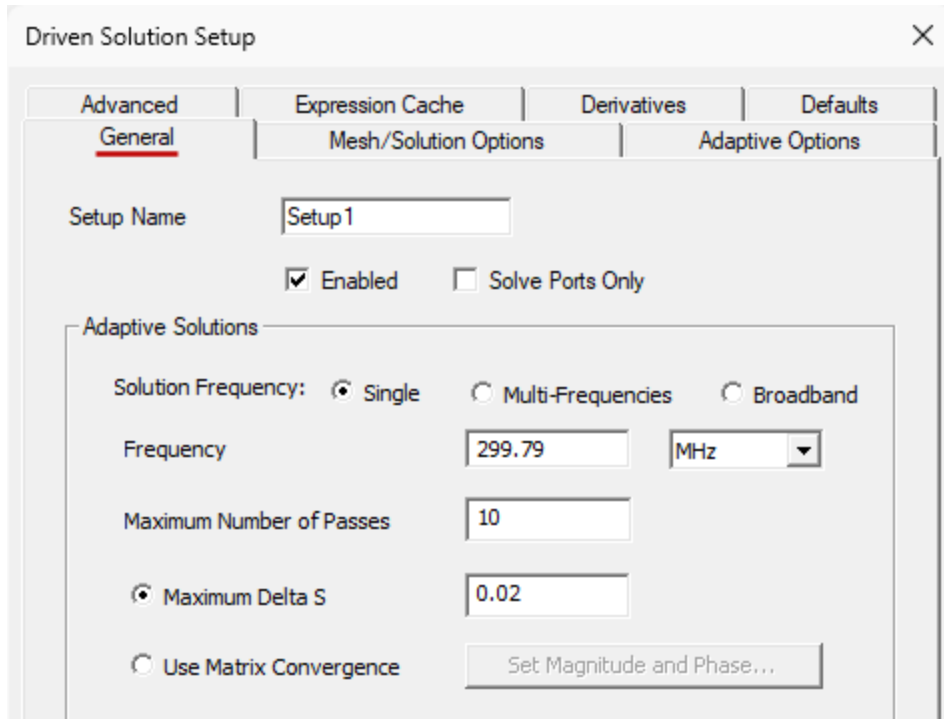 Driven Solution Setup
Advanced Expression Cache Derivatives Defaults
General Mesh/Solution Options Adaptive Options
Setup Name Setup1
Enabled Solve Ports Only
Adaptive Solutions
Solution Frequency: Single Multi-Frequencies Broadband
Frequency 299.79 MHz
Maximum Number of Passes 10
Maximum Delta S 0.02
Use Matrix Convergence Set Magnitude and Phase...